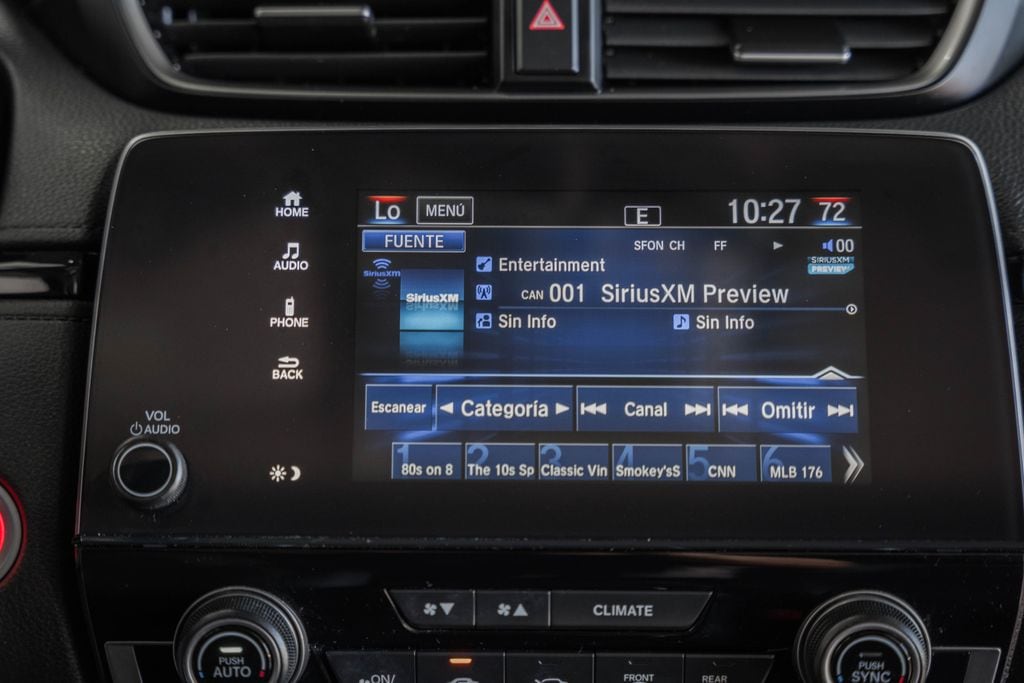 Lo MENÚ E 10:27 72
HOME
FUENTE SFON CH FF 00
AUDIO
SiriusXM Entertainment SIRIUSXM PREVIEW
SiriusXM
CAN 001 SiriusXM Preview
PHONE
Sin Info Sin Info
BACK
Escanear Categoría Canal Omitir
VOL
AUDIO
1 80s on 8 2 The 10s Sp 3 Classic Vin 4 Smokey'sS 5 CNN 6 MLB 176
CLIMATE
PUSH AUTO
PUSH SYNC
ON/ FRONT REAR